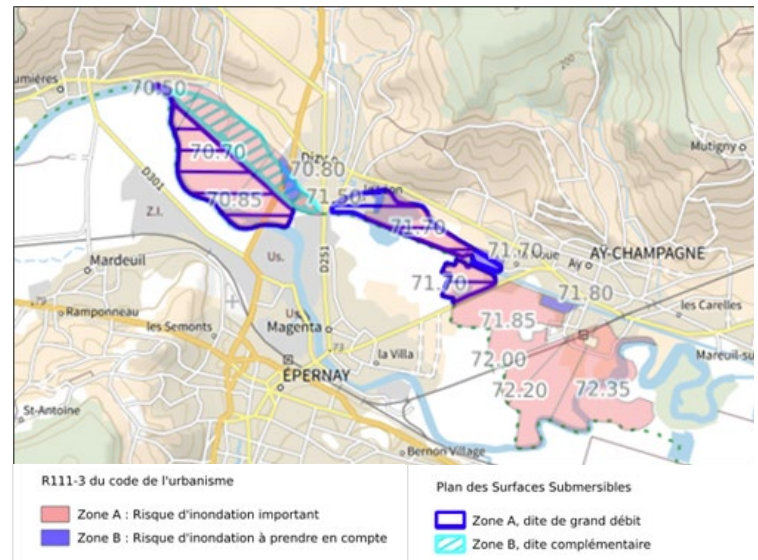 umières
70.50
200
Mutigny
70.70
Dizy
70.80
D301
70.85
71.50
Z.I.
71.70
Us.
D251
71.70
AŸ-CHAMPAGNE
Mardeuil
Ay
71.70
71.80
79
Ramponneau
Us.
les Carelles
les Semonts
Magenta
71.85
73
la Villa
72.00
Mareuil-su
ÉPERNAY
72.20
72.35
St-Antoine
Bernon Village
R111-3 du code de l'urbanisme
Zone A : Risque d'inondation important
Zone B : Risque d'inondation à prendre en compte
Plan des Surfaces Submersibles
Zone A, dite de grand débit
Zone B, dite complémentaire